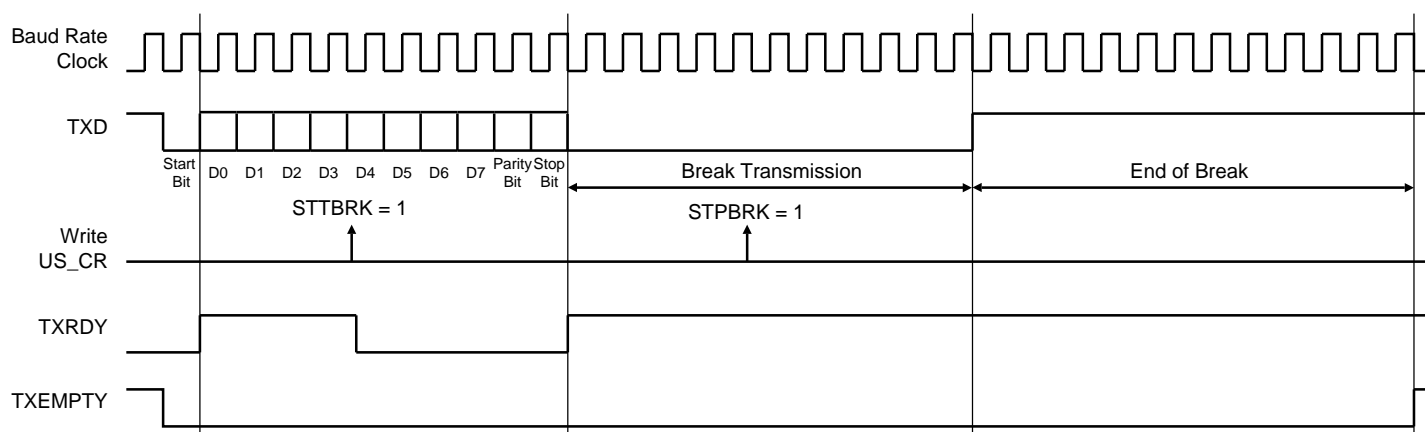 Baud Rate
Clock
TXD
Start
Bit
D0
D1
D2
D3
D4
D5
D6
D7
Parity
Bit
Stop
Bit
Break Transmission
End of Break
STTBRK = 1
STPBRK = 1
Write
US_CR
TXRDY
TXEMPTY